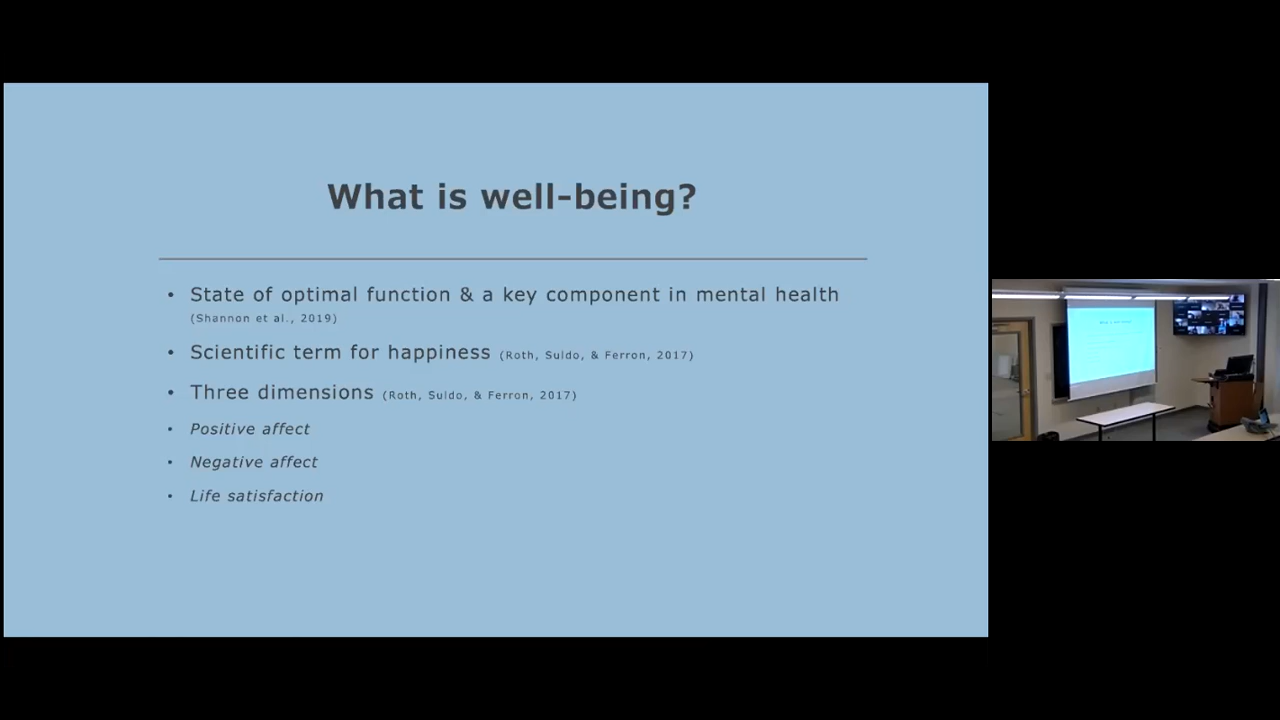 What is well-being?
• State of optimal function & a key component in mental health
(Shannon et al., 2019)
• Scientific term for happiness (Roth, Suldo, & Ferron, 2017)
• Three dimensions (Roth, Suldo, & Ferron, 2017)
• Positive affect
• Negative affect
• Life satisfaction